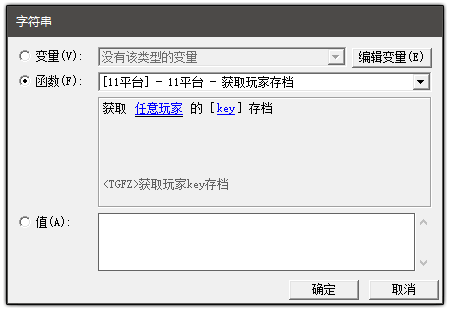 字符串
变量(V):
没有该类型的变量
编辑变量(E)
函数(F):
[11平台] - 11平台 - 获取玩家存档
获取 任意玩家 的 [key] 存档
<TGFZ>获取玩家key存档
值(A):
确定
取消